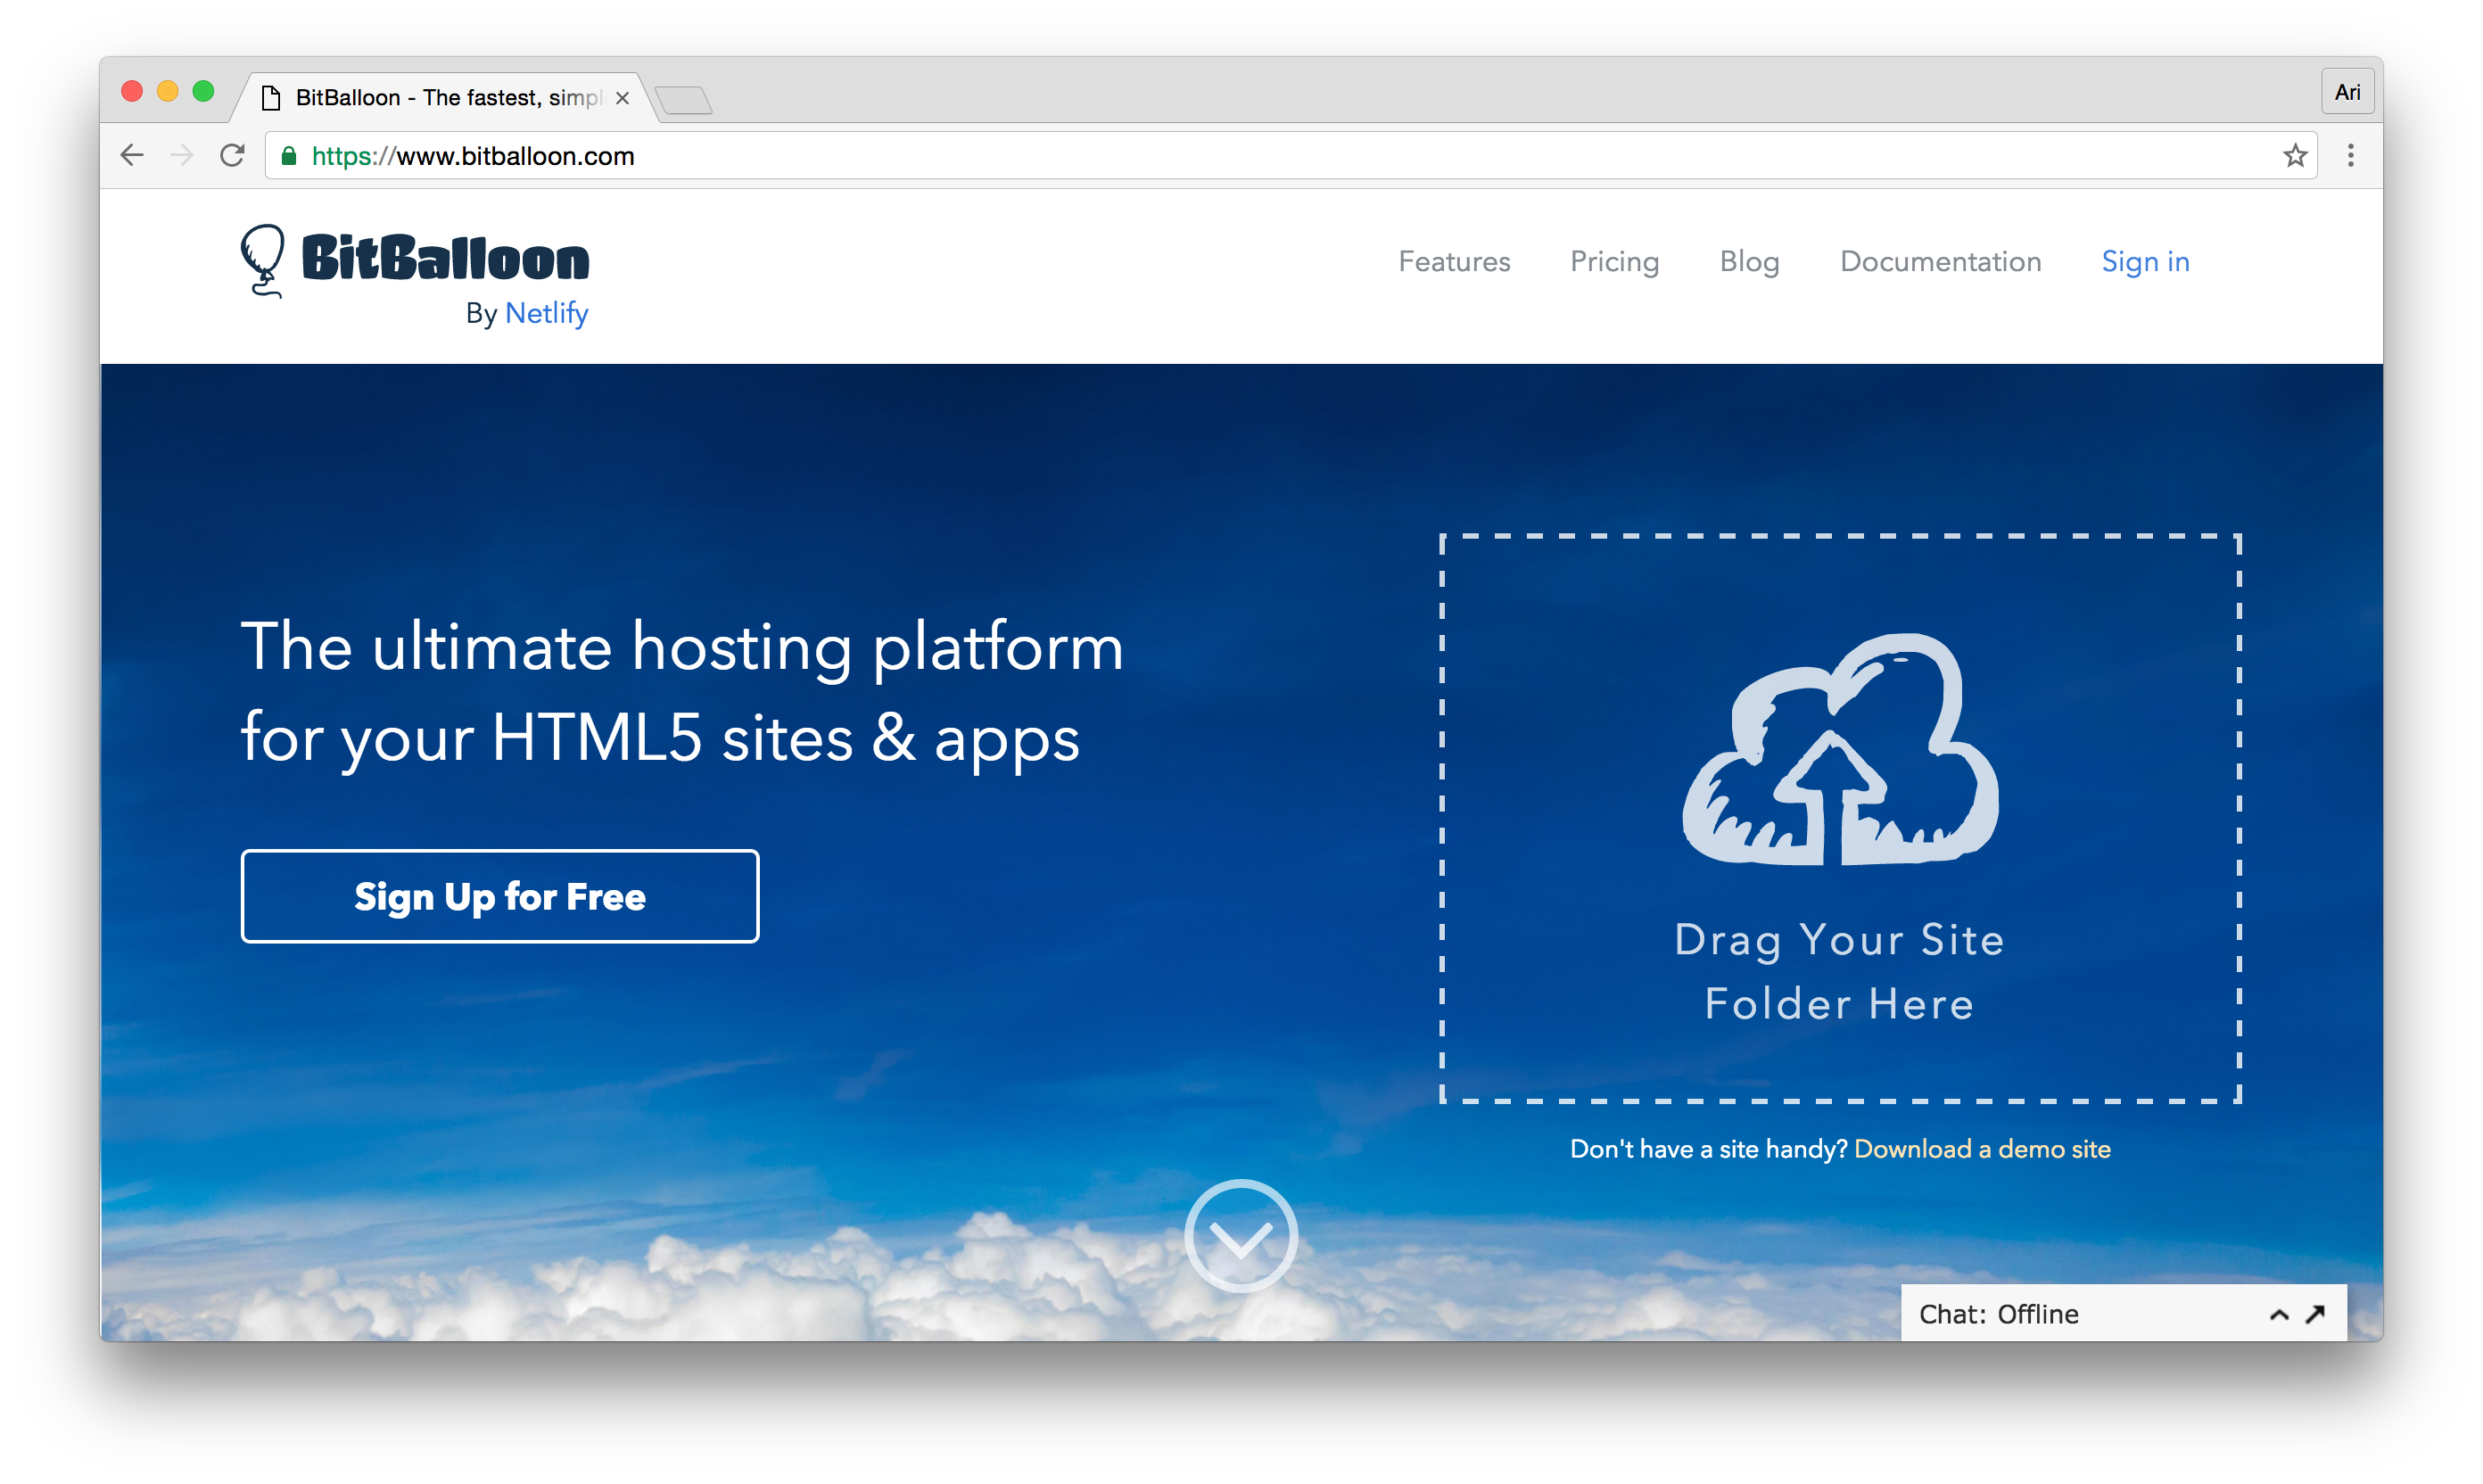 BitBalloon - The fastest, simpl
Ari
https://www.bitballoon.com
BitBalloon
By Netlify
Features Pricing Blog Documentation Sign in
The ultimate hosting platform
for your HTML5 sites & apps
Sign Up for Free
Drag Your Site
Folder Here
Don't have a site handy? Download a demo site
Chat: Offline